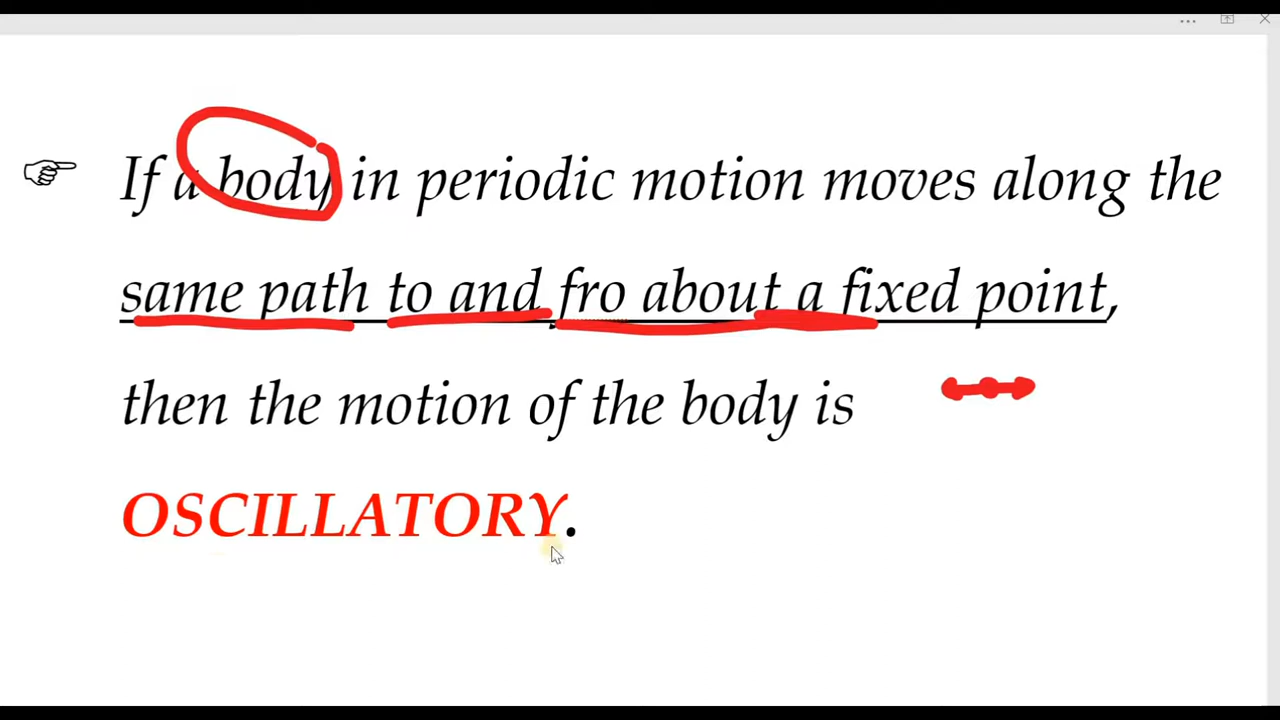 If a body in periodic motion moves along the
same path to and fro about a fixed point,
then the motion of the body is
OSCILLATORY.